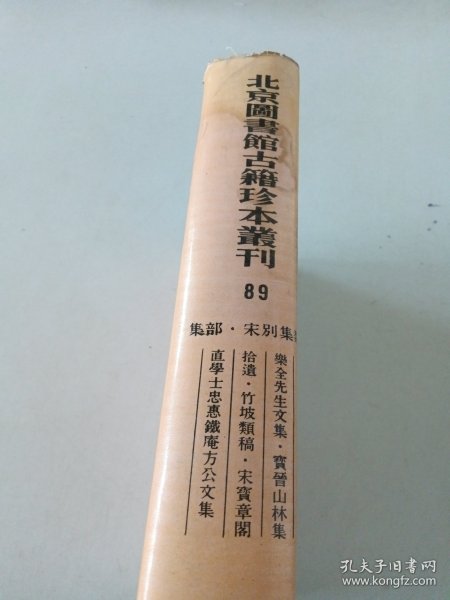 北京圖書館古籍珍本叢刊
89
集部·宋別集類
樂全先生文集·寶晉山林集
拾遺·竹坡類稿·宋寶章閣
直學士忠惠鐵庵方公文集
孔夫子旧书网
www.kongfz.com